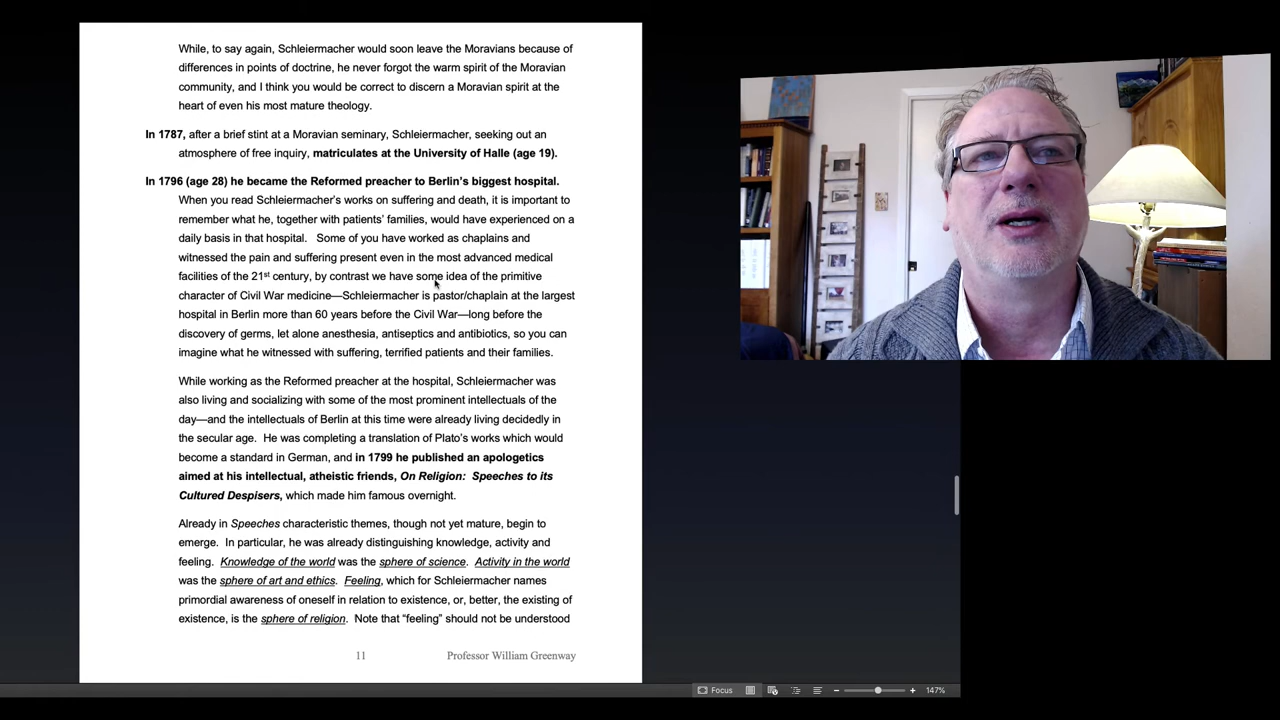 While, to say again, Schleiermacher would soon leave the Moravians because of
differences in points of doctrine, he never forgot the warm spirit of the Moravian
community, and I think you would be correct to discern a Moravian spirit at the
heart of even his most mature theology.
In 1787, after a brief stint at a Moravian seminary, Schleiermacher, seeking out an
atmosphere of free inquiry, matriculates at the University of Halle (age 19).
In 1796 (age 28) he became the Reformed preacher to Berlin's biggest hospital.
When you read Schleiermacher's works on suffering and death, it is important to
remember what he, together with patients' families, would have experienced on a
daily basis in that hospital. Some of you have worked as chaplains and
witnessed the pain and suffering present even in the most advanced medical
facilities of the 21st century, by contrast we have some idea of the primitive
character of Civil War medicine—Schleiermacher is pastor/chaplain at the largest
hospital in Berlin more than 60 years before the Civil War—long before the
discovery of germs, let alone anesthesia, antiseptics and antibiotics, so you can
imagine what he witnessed with suffering, terrified patients and their families.
While working as the Reformed preacher at the hospital, Schleiermacher was
also living and socializing with some of the most prominent intellectuals of the
day—and the intellectuals of Berlin at this time were already living decidedly in
the secular age. He was completing a translation of Plato's works which would
become a standard in German, and in 1799 he published an apologetics
aimed at his intellectual, atheistic friends, On Religion: Speeches to its
Cultured Despisers, which made him famous overnight.
Already in Speeches characteristic themes, though not yet mature, begin to
emerge. In particular, he was already distinguishing knowledge, activity and
feeling. Knowledge of the world was the sphere of science. Activity in the world
was the sphere of art and ethics. Feeling, which for Schleiermacher names
primordial awareness of oneself in relation to existence, or, better, the existing of
existence, is the sphere of religion. Note that "feeling" should not be understood
11 Professor William Greenway
Focus
147%